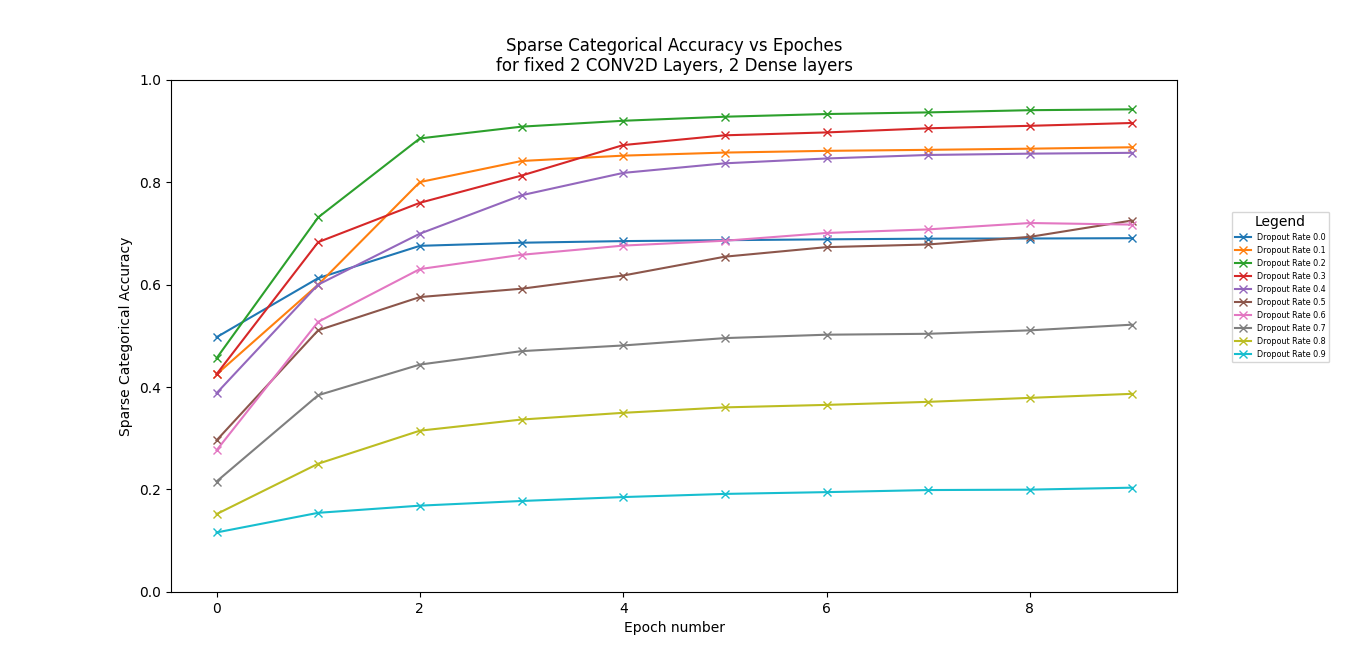 Sparse Categorical Accuracy vs Epoches
for fixed 2 CONV2D Layers, 2 Dense layers
Sparse Categorical Accuracy
1.0
0.8
0.6
0.4
0.2
0.0
0 2 4 6 8
Epoch number
Legend
Dropout Rate 0.0
Dropout Rate 0.1
Dropout Rate 0.2
Dropout Rate 0.3
Dropout Rate 0.4
Dropout Rate 0.5
Dropout Rate 0.6
Dropout Rate 0.7
Dropout Rate 0.8
Dropout Rate 0.9